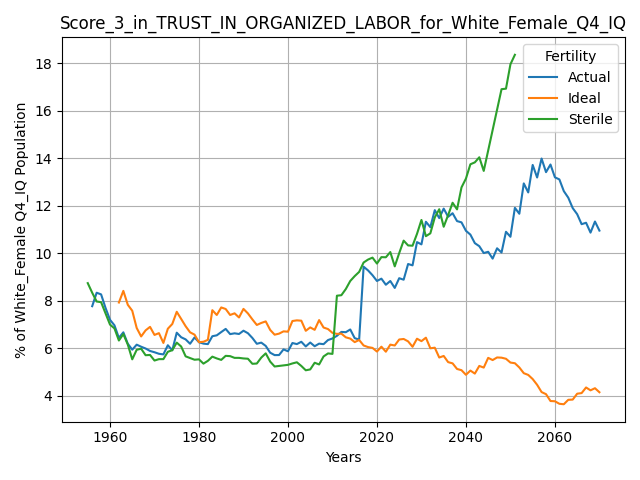 Score_3_in_TRUST_IN_ORGANIZED_LABOR_for_White_Female_Q4_IQ
Fertility
Actual
Ideal
Sterile
% of White_Female Q4_IQ Population
18
16
14
12
10
8
6
4
1960 1980 2000 2020 2040 2060
Years